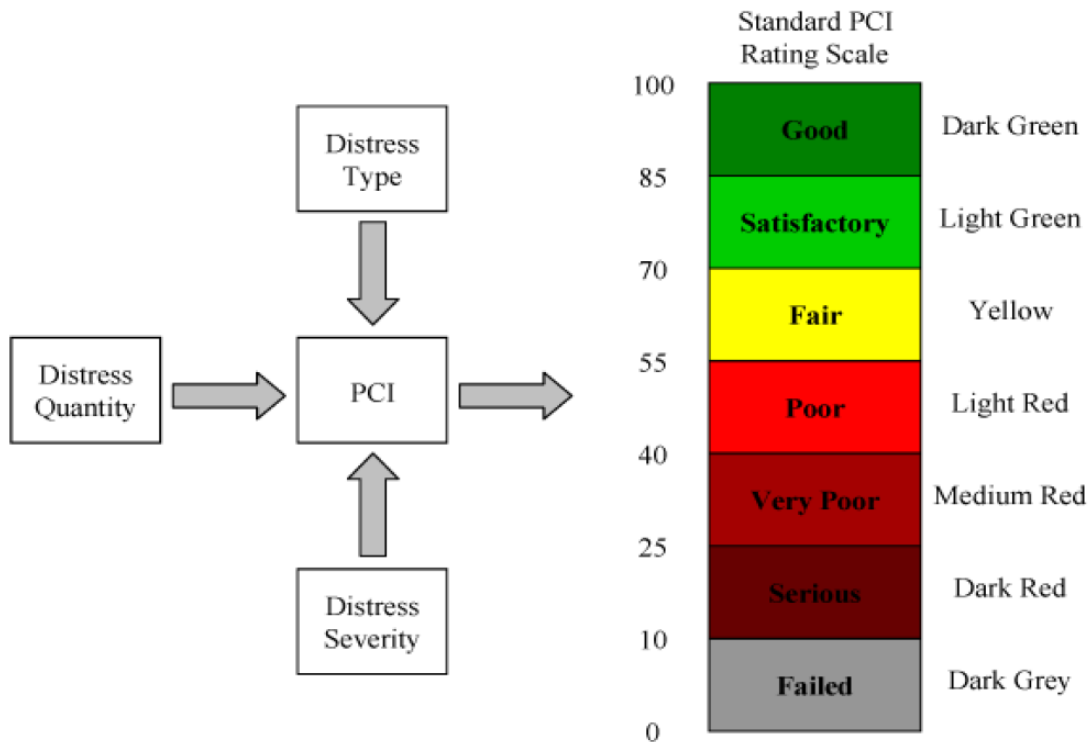 Standard PCI
Rating Scale
Distress
Type
Distress
Quantity
PCI
Distress
Severity
100
Good
Dark Green
85
Satisfactory
Light Green
70
Fair
Yellow
55
Poor
Light Red
40
Very Poor
Medium Red
25
Serious
Dark Red
10
Failed
Dark Grey
0